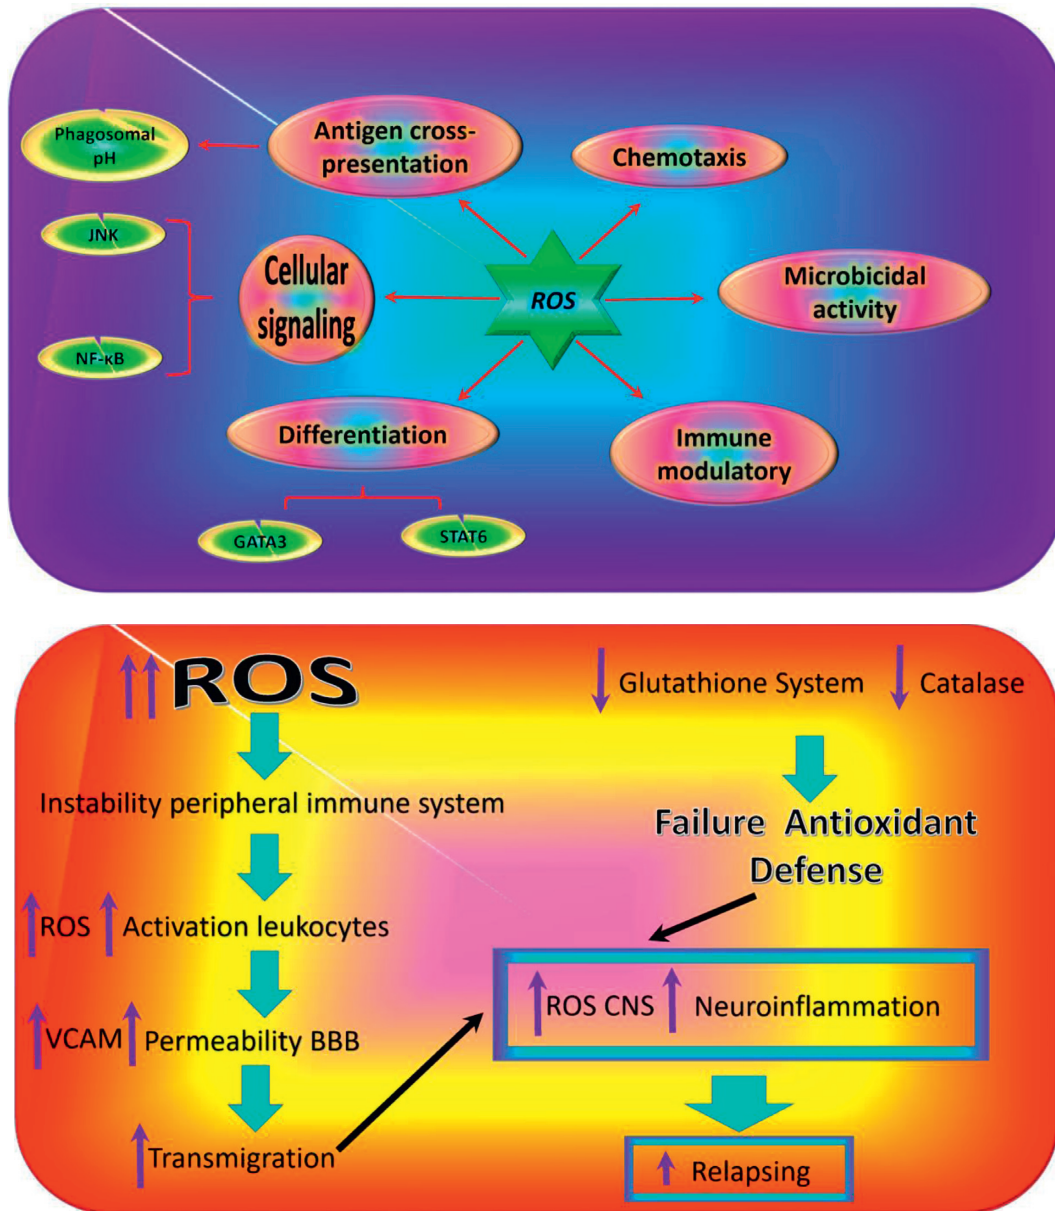 Antigen cross-
presentation
Chemotaxis
Phagosomal
pH
JNK
Cellular
signaling
ROS
Microbicidal
activity
NF-κB
Differentiation
Immune
modulatory
GATA3
STAT6
ROS
Glutathione System
Catalase
Instability peripheral immune system
Failure Antioxidant
Defense
ROS Activation leukocytes
ROS CNS Neuroinflammation
VCAM Permeability BBB
Transmigration
Relapsing